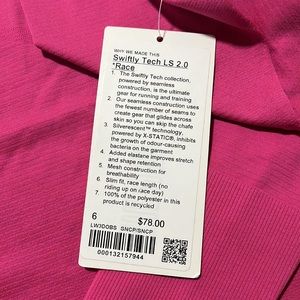 WHY WE MADE THIS
Swiftly Tech LS 2.0
*Race
1. The Swiftly Tech collection,
powered by seamless
construction, is the ultimate
gear for running and training
2. Our seamless construction uses
the fewest number of seams to
create gear that glides across
skin so you can skip the chafe
3. Silverescent™ technology,
powered by X-STATIC®, inhibits
the growth of odour-causing
bacteria on the garment
4. Added elastane improves stretch
and shape retention
5. Mesh construction for
breathability
6. Slim fit, race length (no
riding up on race day)
7. 100% of the polyester in this
product is recycled
6 $78.00
LW3DOBS SNCP/SNCP
000132157944